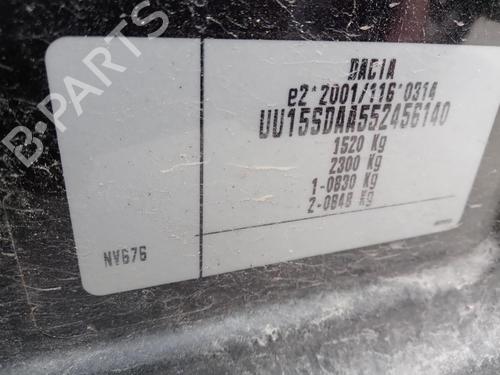 DACIA
e2*2001/116*0314
UU15SDAA552456140
1520 Kg
2300 Kg
1-0830 Kg
2-0848 Kg
NV676
B-PARTS